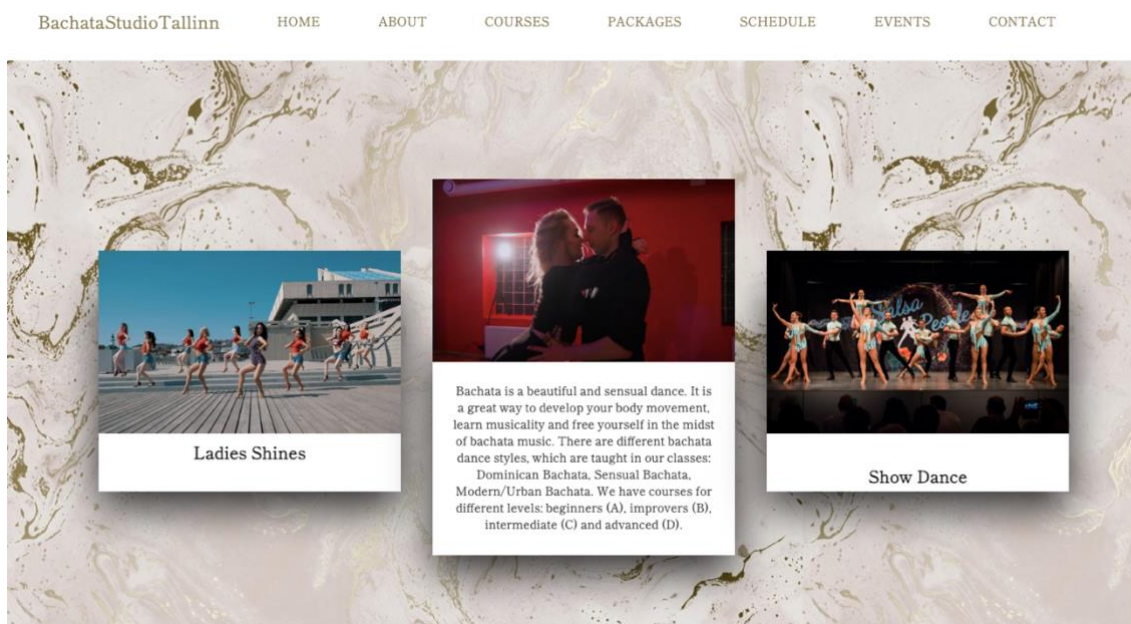 BachataStudioTallinn HOME ABOUT COURSES PACKAGES SCHEDULE EVENTS CONTACT
Ladies Shines
Bachata is a beautiful and sensual dance. It is
a great way to develop your body movement,
learn musicality and free yourself in the midst
of bachata music. There are different bachata
dance styles, which are taught in our classes:
Dominican Bachata, Sensual Bachata,
Modern/Urban Bachata. We have courses for
different levels: beginners (A), improvers (B),
intermediate (C) and advanced (D).
Salsa
Show Dance